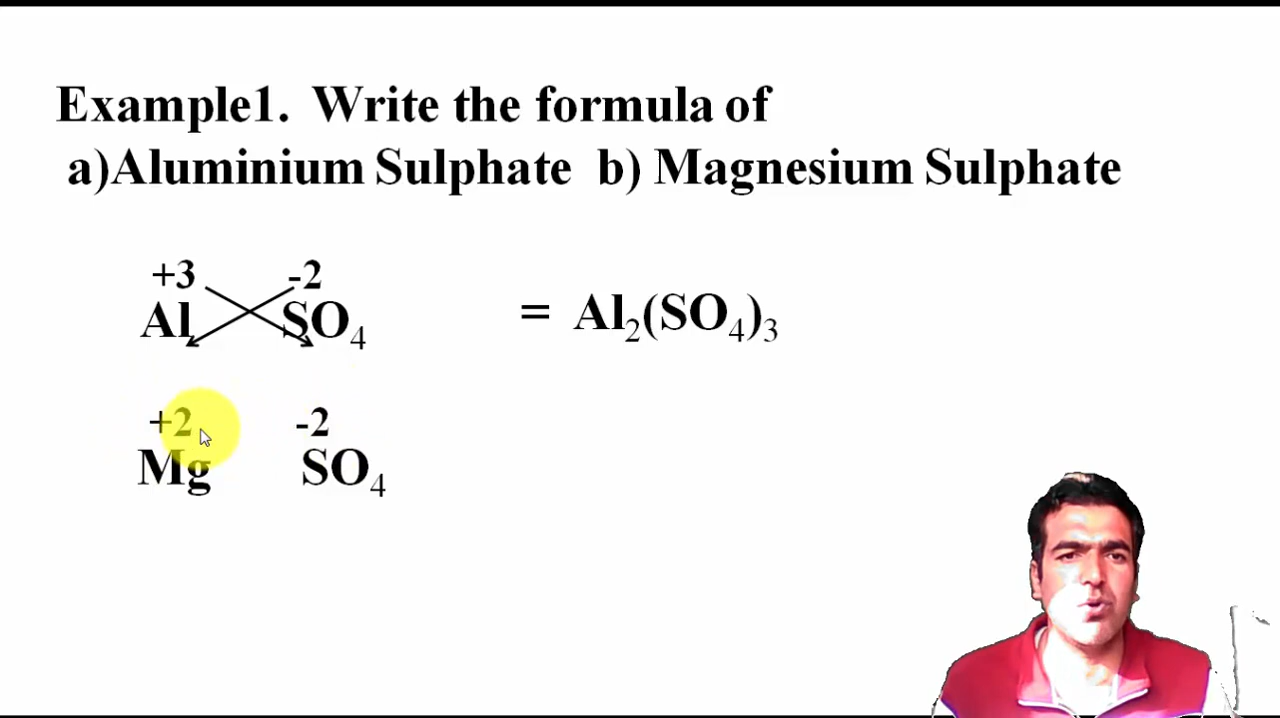 Example1. Write the formula of
a)Aluminium Sulphate b) Magnesium Sulphate
+3 -2
Al SO₄ = Al₂(SO₄)₃
+2 -2
Mg SO₄